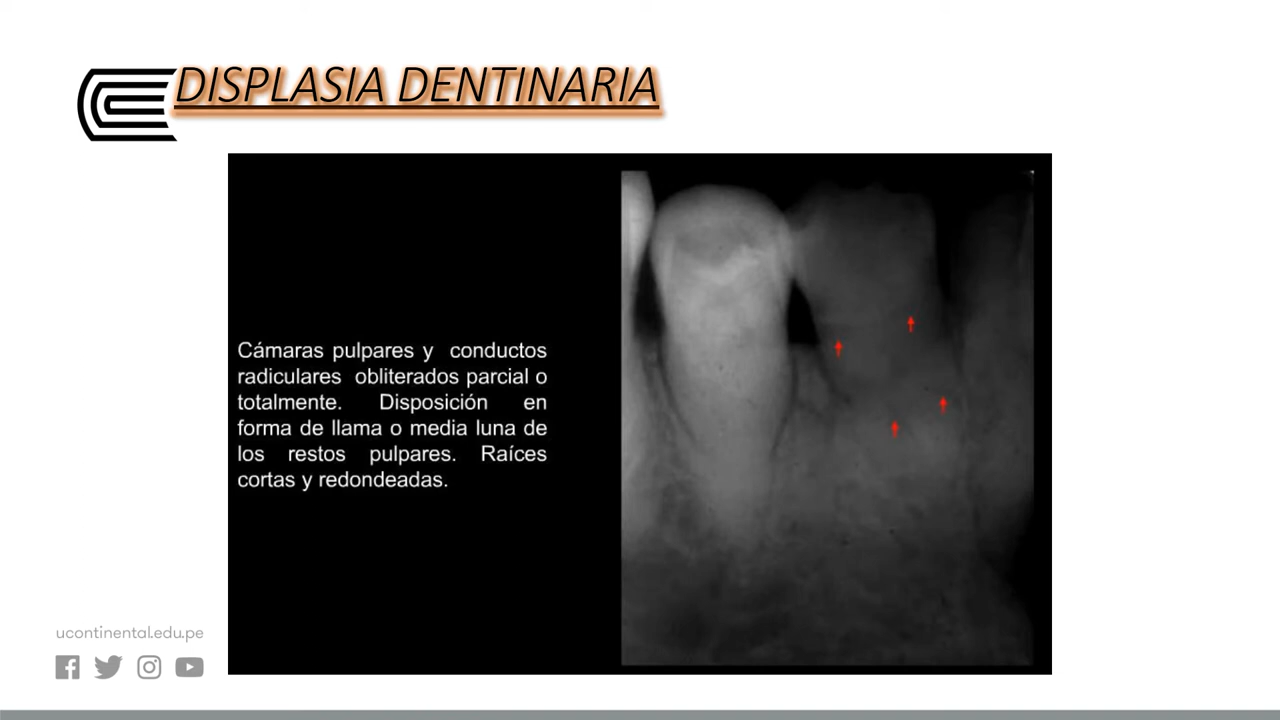 DISPLASIA DENTINARIA
Cámaras pulpares y conductos
radiculares obliterados parcial o
totalmente. Disposición en
forma de llama o media luna de
los restos pulpares. Raíces
cortas y redondeadas.
ucontinental.edu.pe